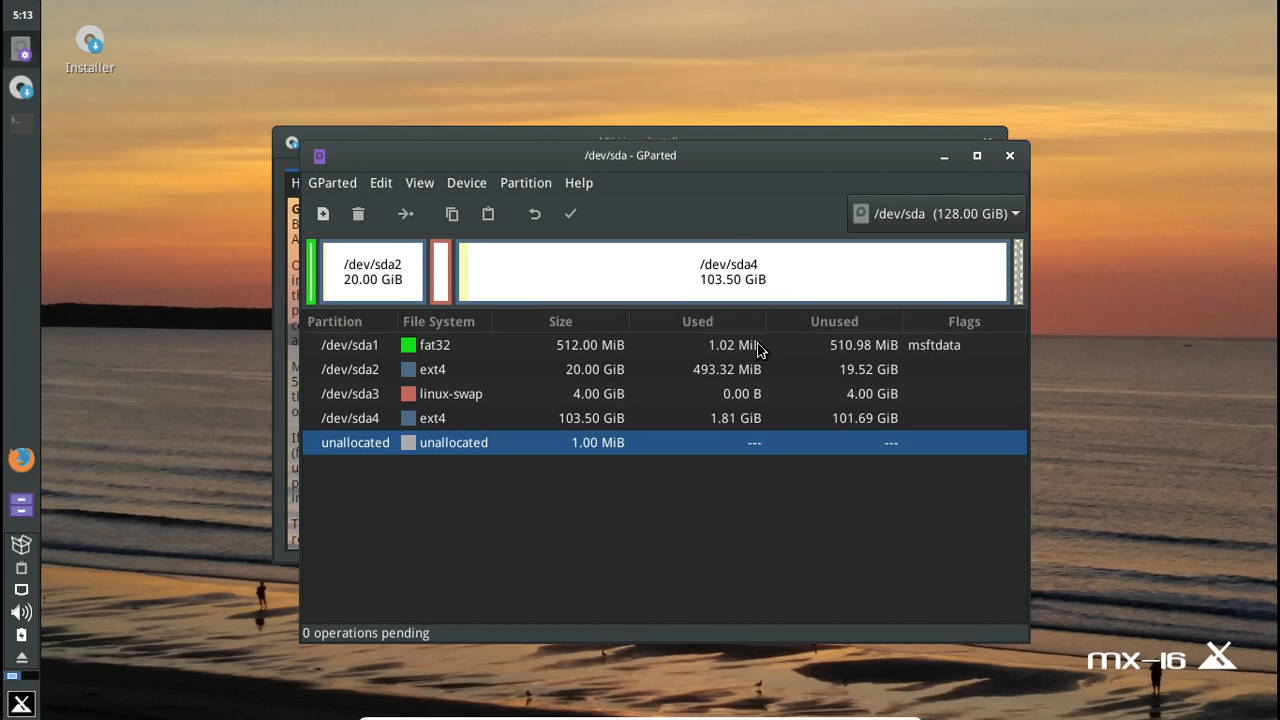 5:13
Installer
/dev/sda - GParted
GParted Edit View Device Partition Help
/dev/sda (128.00 GiB)
/dev/sda2
20.00 GiB
/dev/sda4
103.50 GiB
Partition File System Size Used Unused Flags
/dev/sda1 fat32 512.00 MiB 1.02 MiB 510.98 MiB msftdata
/dev/sda2 ext4 20.00 GiB 493.32 MiB 19.52 GiB
/dev/sda3 linux-swap 4.00 GiB 0.00 B 4.00 GiB
/dev/sda4 ext4 103.50 GiB 1.81 GiB 101.69 GiB
unallocated unallocated 1.00 MiB --- ---
0 operations pending
mx-16